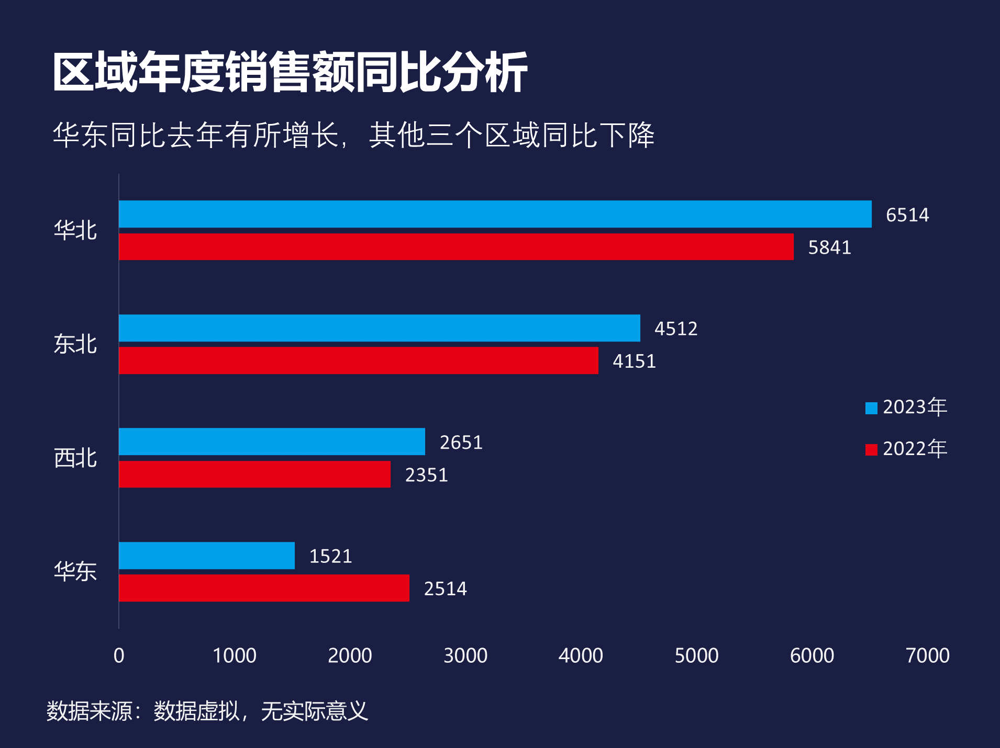 区域年度销售额同比分析
华东同比去年有所增长，其他三个区域同比下降
华北
6514
5841
东北
4512
4151
2023年
2022年
西北
2651
2351
华东
1521
2514
0 1000 2000 3000 4000 5000 6000 7000
数据来源：数据虚拟，无实际意义